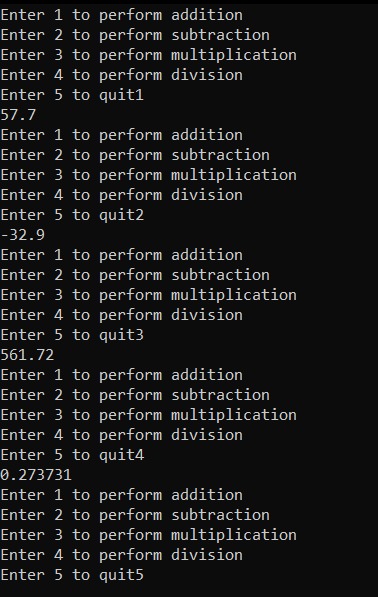 Enter 1 to perform addition
Enter 2 to perform subtraction
Enter 3 to perform multiplication
Enter 4 to perform division
Enter 5 to quit1
57.7
Enter 1 to perform addition
Enter 2 to perform subtraction
Enter 3 to perform multiplication
Enter 4 to perform division
Enter 5 to quit2
-32.9
Enter 1 to perform addition
Enter 2 to perform subtraction
Enter 3 to perform multiplication
Enter 4 to perform division
Enter 5 to quit3
561.72
Enter 1 to perform addition
Enter 2 to perform subtraction
Enter 3 to perform multiplication
Enter 4 to perform division
Enter 5 to quit4
0.273731
Enter 1 to perform addition
Enter 2 to perform subtraction
Enter 3 to perform multiplication
Enter 4 to perform division
Enter 5 to quit5